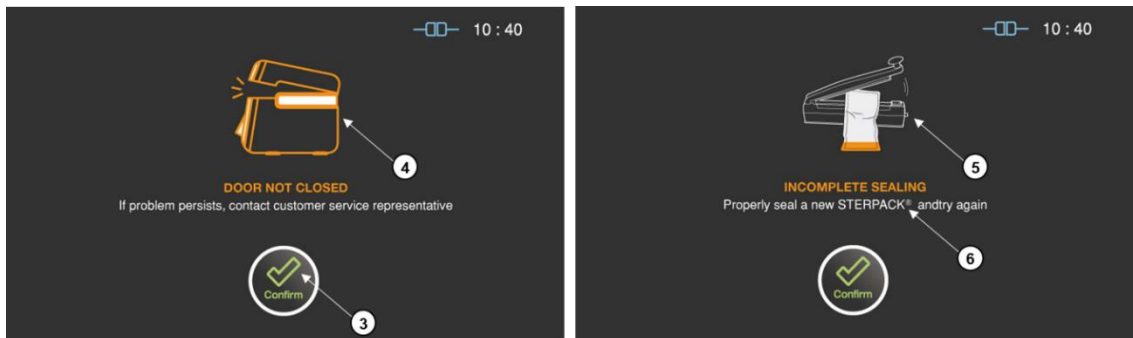 10 : 40
4
DOOR NOT CLOSED
If problem persists, contact customer service representative
Confirm
3
10 : 40
5
INCOMPLETE SEALING
Properly seal a new STERPACK® andtry again
6
Confirm